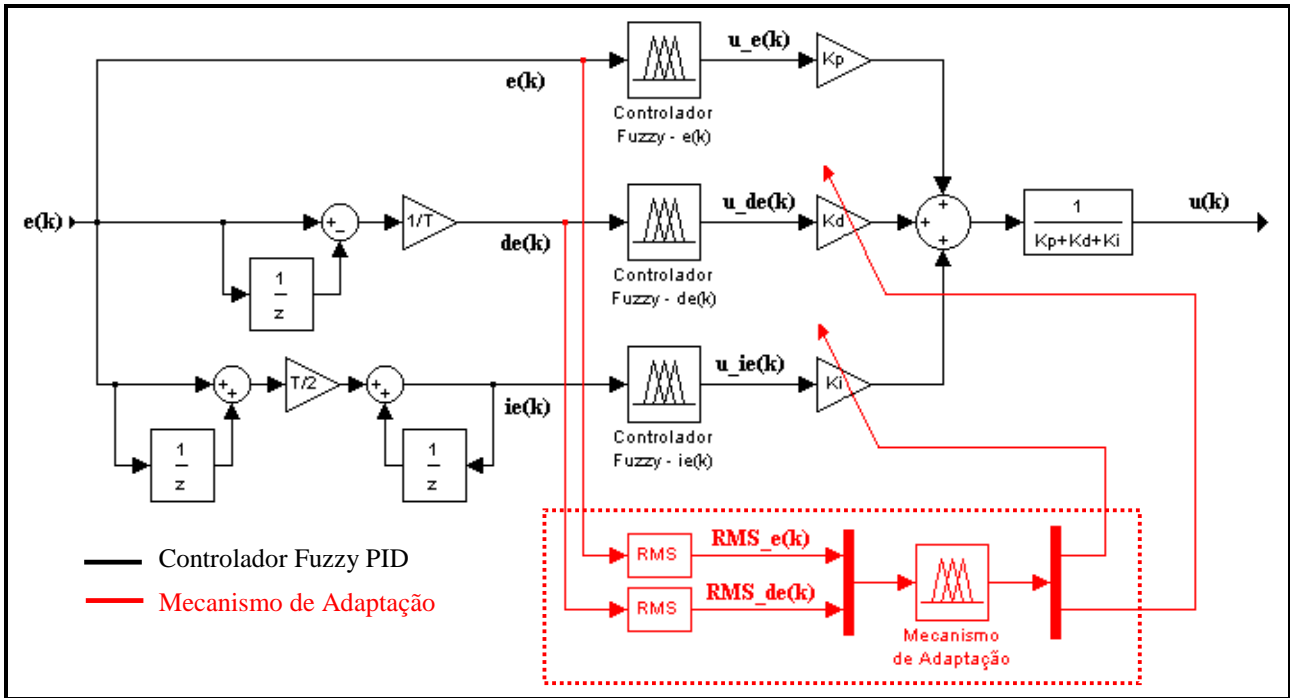 u_e(k)
Kp
e(k)
Controlador
Fuzzy - e(k)
e(k)
+
−
1/T
de(k)
1
z
u_de(k)
Kd
Controlador
Fuzzy - de(k)
+
+
+
1
Kp+Kd+Ki
u(k)
+
+
T/2
+
+
ie(k)
1
z
1
z
u_ie(k)
Ki
Controlador
Fuzzy - ie(k)
RMS
RMS_e(k)
RMS
RMS_de(k)
Mecanismo
de Adaptação
Controlador Fuzzy PID
Mecanismo de Adaptação